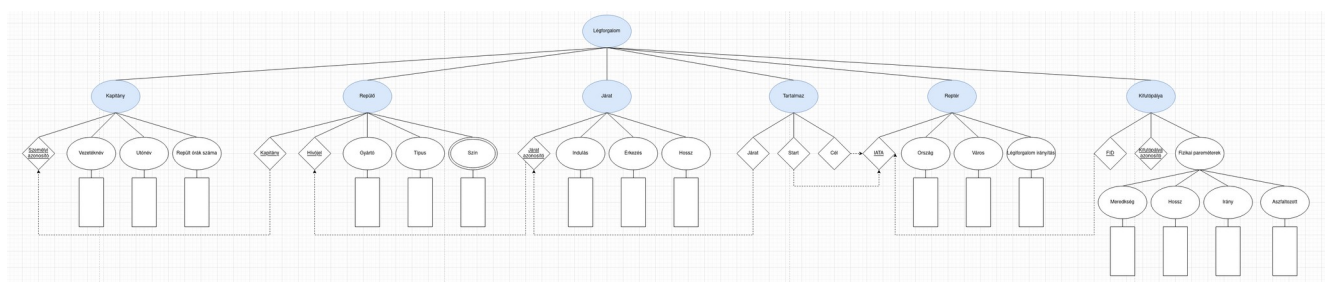 Légiforgalom
Kapitány
Repülő
Járat
Tartalmaz
Reptér
Kifutópálya
Személyi
azonosító
Vezetéknév
Utónév
Repült órák száma
Kapitány
Hívójel
Gyártó
Típus
Szín
Járat
azonosító
Indulás
Érkezés
Hossz
Járat
Start
Cél
IATA
Ország
Város
Légiforgalom irányítás
FID
Kifutópálya
azonosító
Fizikai paraméterek
Meredkség
Hossz
Irány
Aszfaltozott